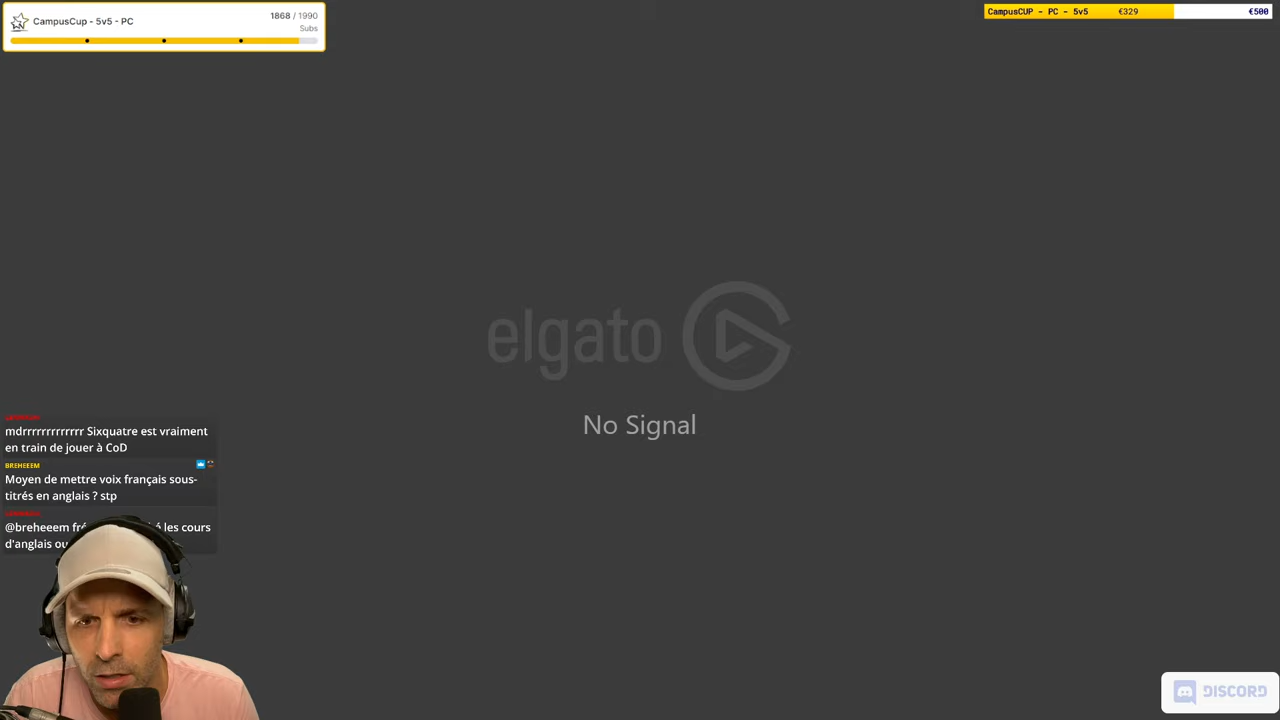 CampusCup - 5v5 - PC
1868 / 1990
Subs
CampusCUP - PC - 5v5 €329 €500
elgato
No Signal
mdrrrrrrrrrrrrr Sixquatre est vraiment
en train de jouer à CoD
BREHEEEM
Moyen de mettre voix français sous-
titrés en anglais ? stp
@breheeem les cours
d'anglais
DISCORD